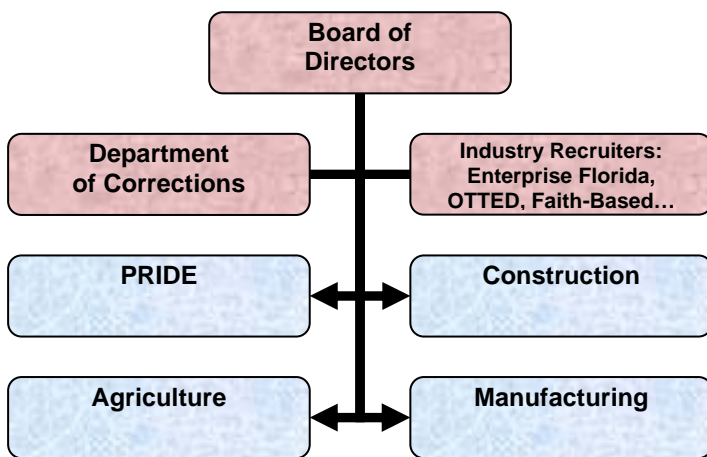 Board of
Directors
Department
of Corrections
Industry Recruiters:
Enterprise Florida,
OTTED, Faith-Based…
PRIDE
Construction
Agriculture
Manufacturing